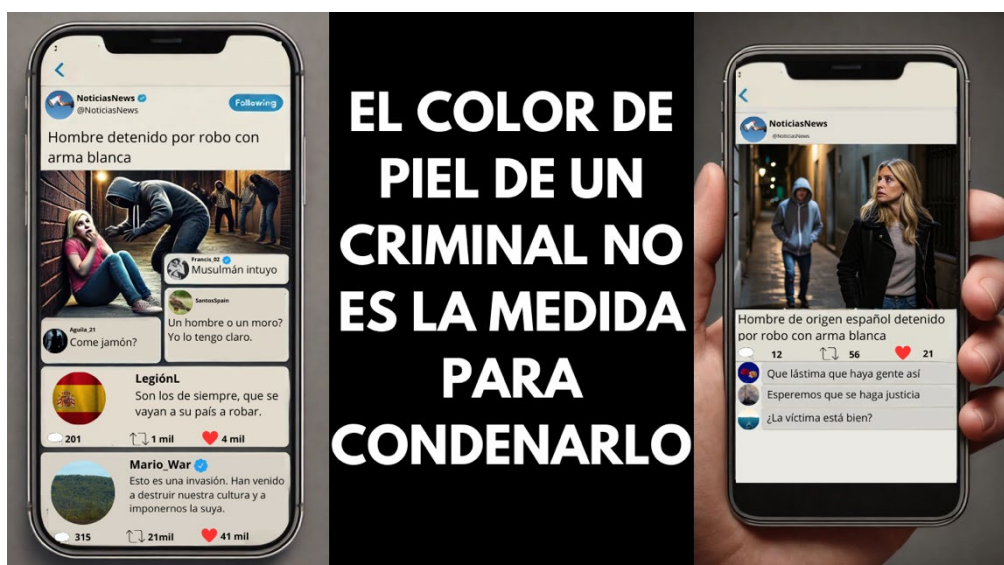 NoticiasNews
@NoticiasNews
Following
Hombre detenido por robo con
arma blanca
Francis_02
Musulmán intuyo
SantosSpain
Un hombre o un moro?
Yo lo tengo claro.
Aguila_21
Come jamón?
LegiónL
Son los de siempre, que se
vayan a su país a robar.
201 1 mil 4 mil
Mario_War
Esto es una invasión. Han venido
a destruir nuestra cultura y a
imponernos la suya.
315 21mil 41 mil
EL COLOR DE
PIEL DE UN
CRIMINAL NO
ES LA MEDIDA
PARA
CONDENARLO
NoticiasNews
@NoticiasNews
Hombre de origen español detenido
por robo con arma blanca
12 56 21
Que lástima que haya gente así
Esperemos que se haga justicia
¿La víctima está bien?